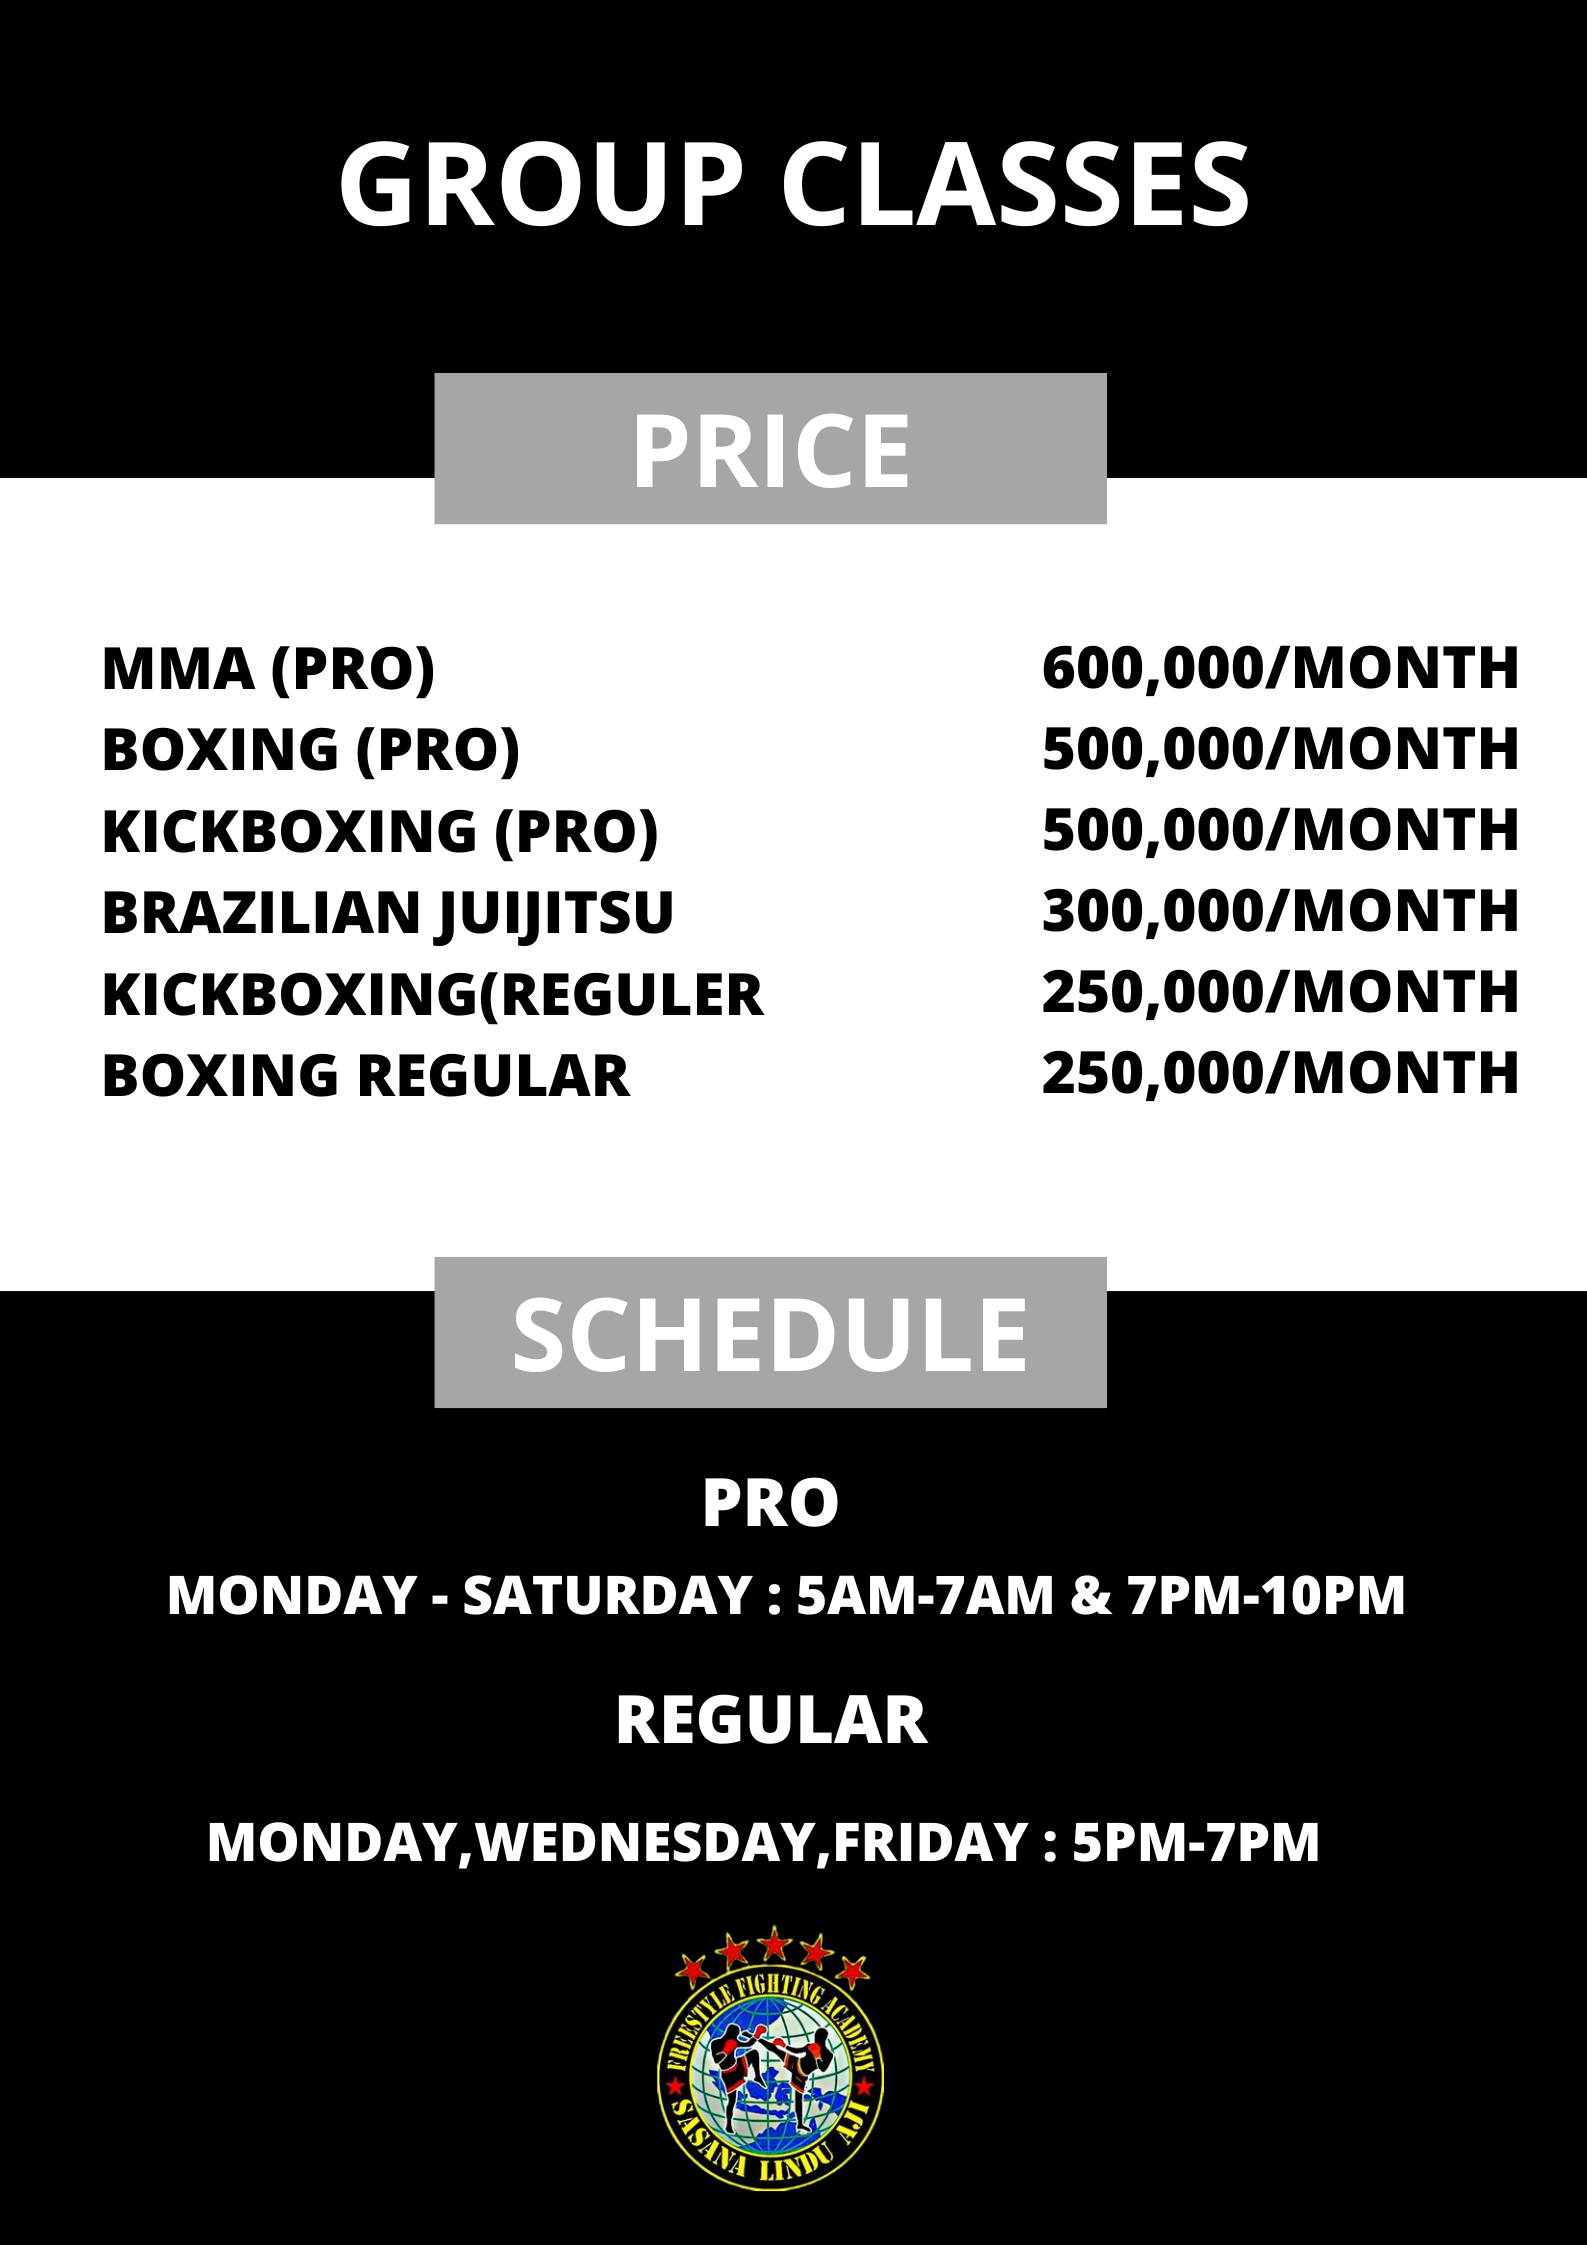 GROUP CLASSES
PRICE
MMA (PRO) 600,000/MONTH
BOXING (PRO) 500,000/MONTH
KICKBOXING (PRO) 500,000/MONTH
BRAZILIAN JUIJITSU 300,000/MONTH
KICKBOXING(REGULER 250,000/MONTH
BOXING REGULAR 250,000/MONTH
SCHEDULE
PRO
MONDAY - SATURDAY : 5AM-7AM & 7PM-10PM
REGULAR
MONDAY,WEDNESDAY,FRIDAY : 5PM-7PM
FREESTYLE FIGHTING ACADEMY
SASANA LINDU AJI